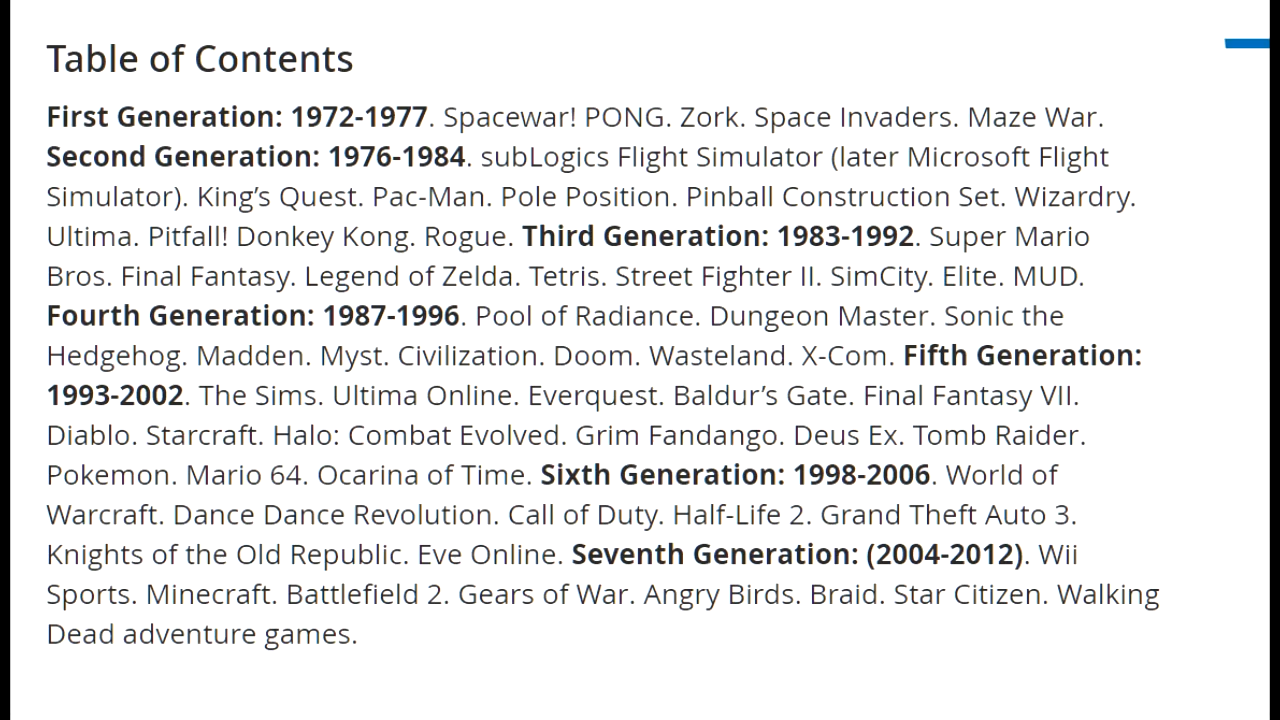 Table of Contents
First Generation: 1972-1977. Spacewar! PONG. Zork. Space Invaders. Maze War.
Second Generation: 1976-1984. subLogics Flight Simulator (later Microsoft Flight
Simulator). King’s Quest. Pac-Man. Pole Position. Pinball Construction Set. Wizardry.
Ultima. Pitfall! Donkey Kong. Rogue. Third Generation: 1983-1992. Super Mario
Bros. Final Fantasy. Legend of Zelda. Tetris. Street Fighter II. SimCity. Elite. MUD.
Fourth Generation: 1987-1996. Pool of Radiance. Dungeon Master. Sonic the
Hedgehog. Madden. Myst. Civilization. Doom. Wasteland. X-Com. Fifth Generation:
1993-2002. The Sims. Ultima Online. Everquest. Baldur’s Gate. Final Fantasy VII.
Diablo. Starcraft. Halo: Combat Evolved. Grim Fandango. Deus Ex. Tomb Raider.
Pokemon. Mario 64. Ocarina of Time. Sixth Generation: 1998-2006. World of
Warcraft. Dance Dance Revolution. Call of Duty. Half-Life 2. Grand Theft Auto 3.
Knights of the Old Republic. Eve Online. Seventh Generation: (2004-2012). Wii
Sports. Minecraft. Battlefield 2. Gears of War. Angry Birds. Braid. Star Citizen. Walking
Dead adventure games.